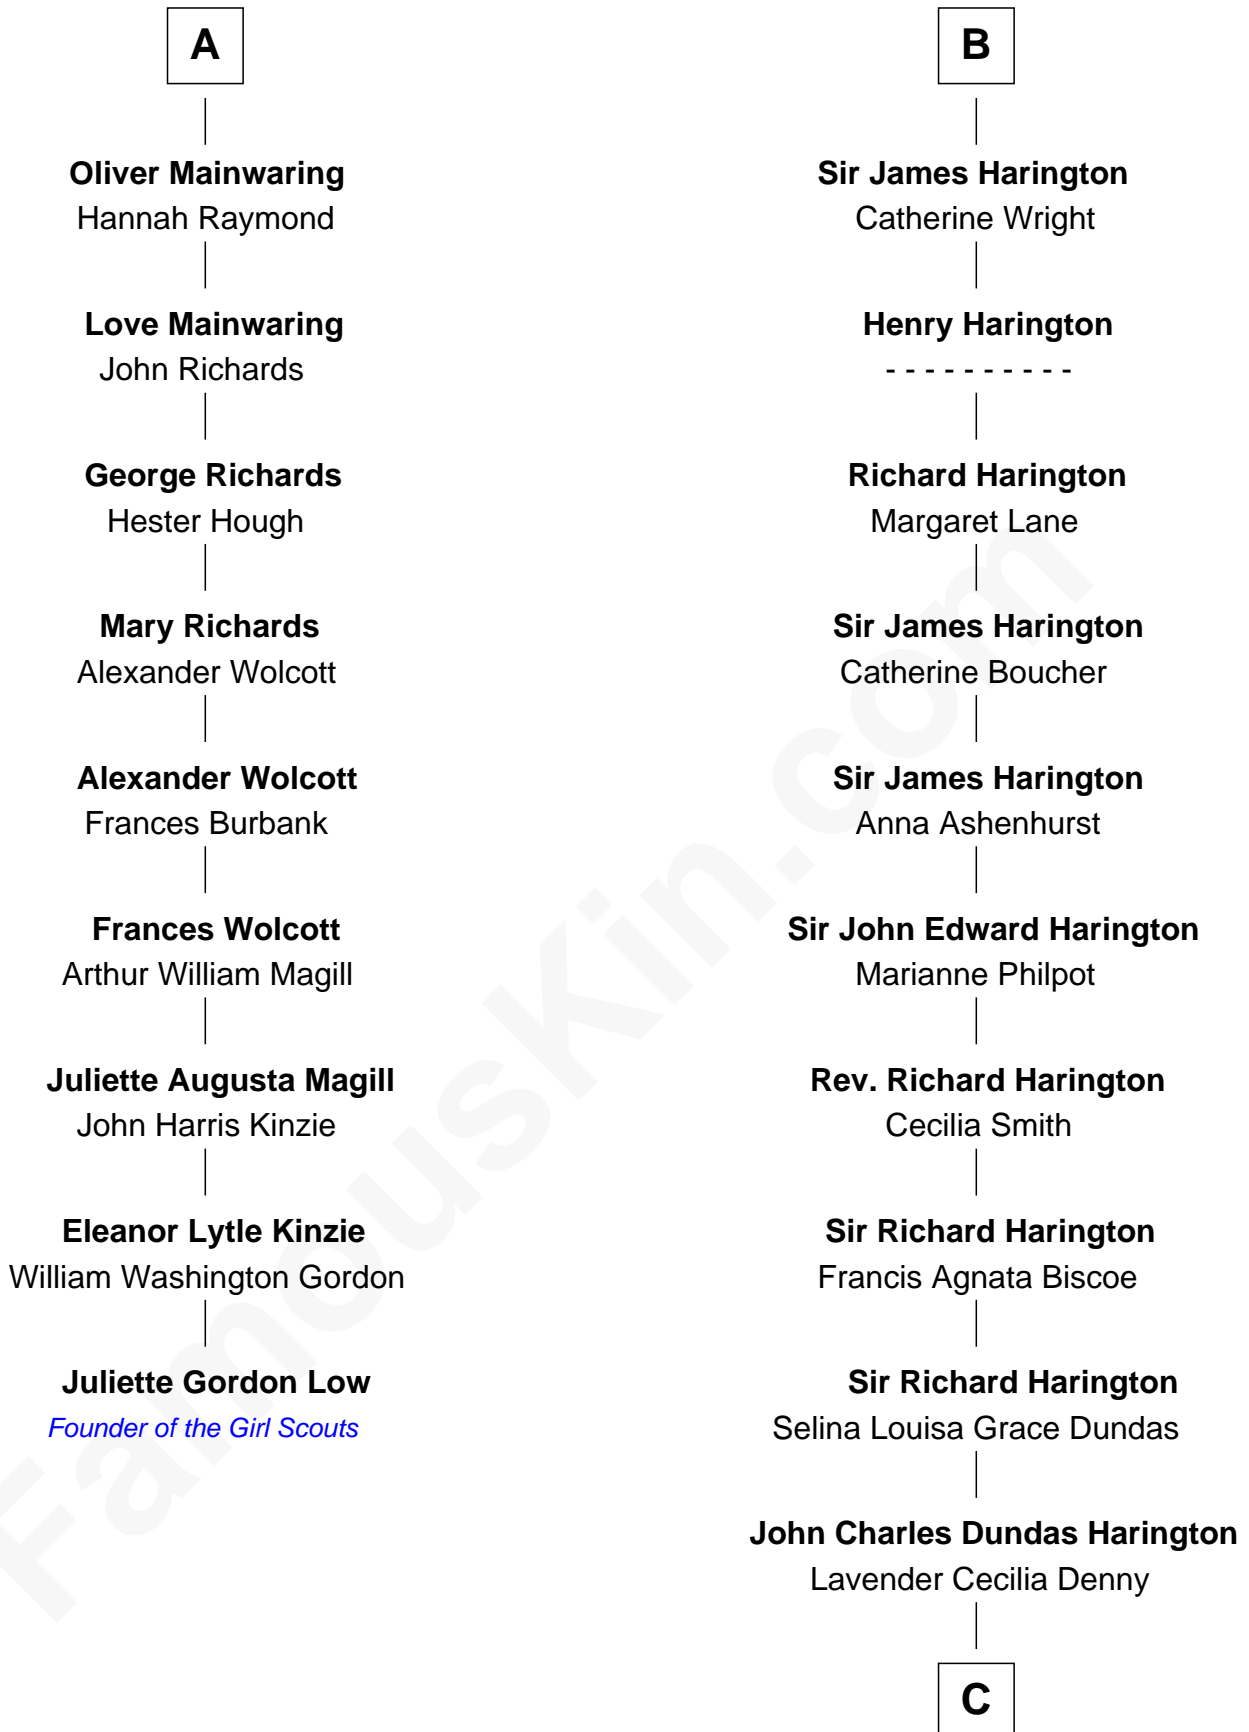 A
Oliver Mainwaring
Hannah Raymond
Love Mainwaring
John Richards
George Richards
Hester Hough
Mary Richards
Alexander Wolcott
Alexander Wolcott
Frances Burbank
Frances Wolcott
Arthur William Magill
Juliette Augusta Magill
John Harris Kinzie
Eleanor Lytle Kinzie
William Washington Gordon
Juliette Gordon Low
Founder of the Girl Scouts
B
Sir James Harington
Catherine Wright
Henry Harington
- - - - - - - - - -
Richard Harington
Margaret Lane
Sir James Harington
Catherine Boucher
Sir James Harington
Anna Ashenhurst
Sir John Edward Harington
Marianne Philpot
Rev. Richard Harington
Cecilia Smith
Sir Richard Harington
Francis Agnata Biscoe
Sir Richard Harington
Selina Louisa Grace Dundas
John Charles Dundas Harington
Lavender Cecilia Denny
C
FamousKin.com